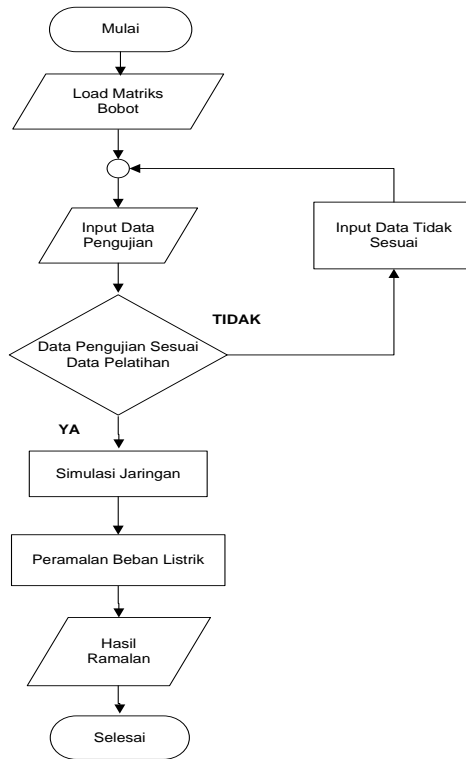 Mulai
Load Matriks
Bobot
Input Data
Pengujian
Input Data Tidak
Sesuai
TIDAK
Data Pengujian Sesuai
Data Pelatihan
YA
Simulasi Jaringan
Peramalan Beban Listrik
Hasil
Ramalan
Selesai